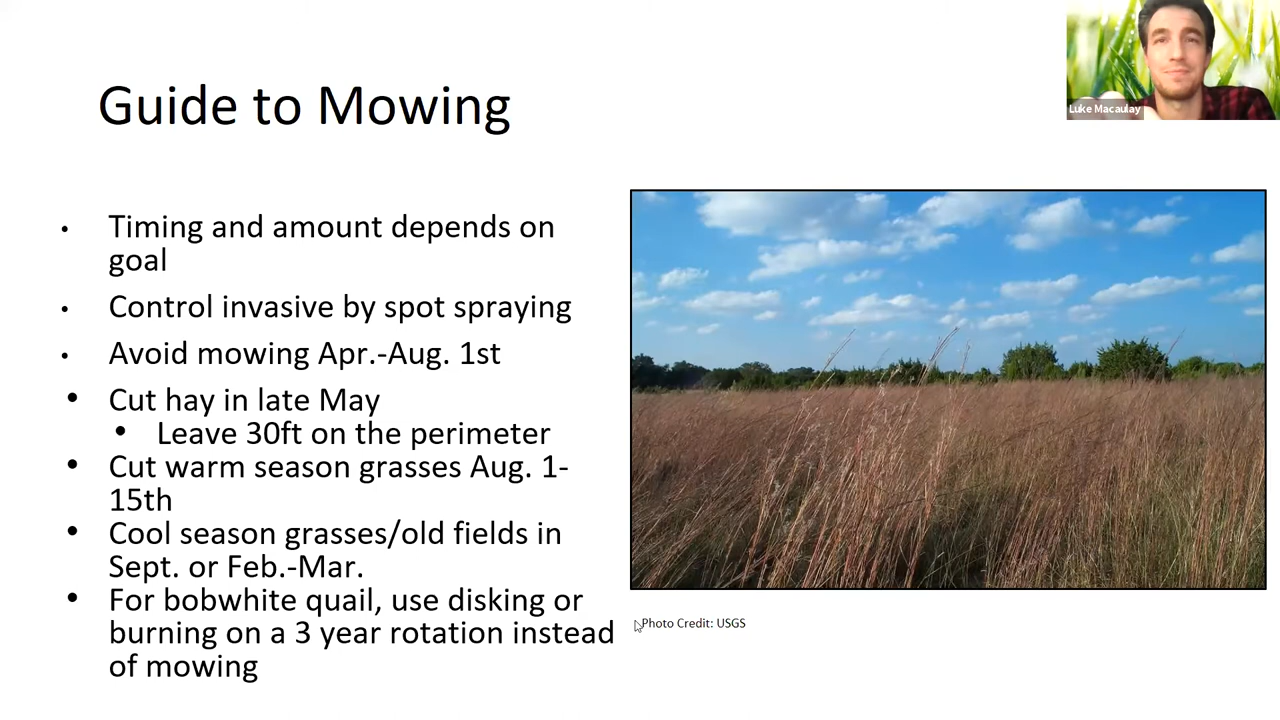 Guide to Mowing
Luke Macaulay
• Timing and amount depends on
goal
• Control invasive by spot spraying
• Avoid mowing Apr.-Aug. 1st
• Cut hay in late May
• Leave 30ft on the perimeter
• Cut warm season grasses Aug. 1-
15th
• Cool season grasses/old fields in
Sept. or Feb.-Mar.
• For bobwhite quail, use disking or
burning on a 3 year rotation instead
of mowing
Photo Credit: USGS